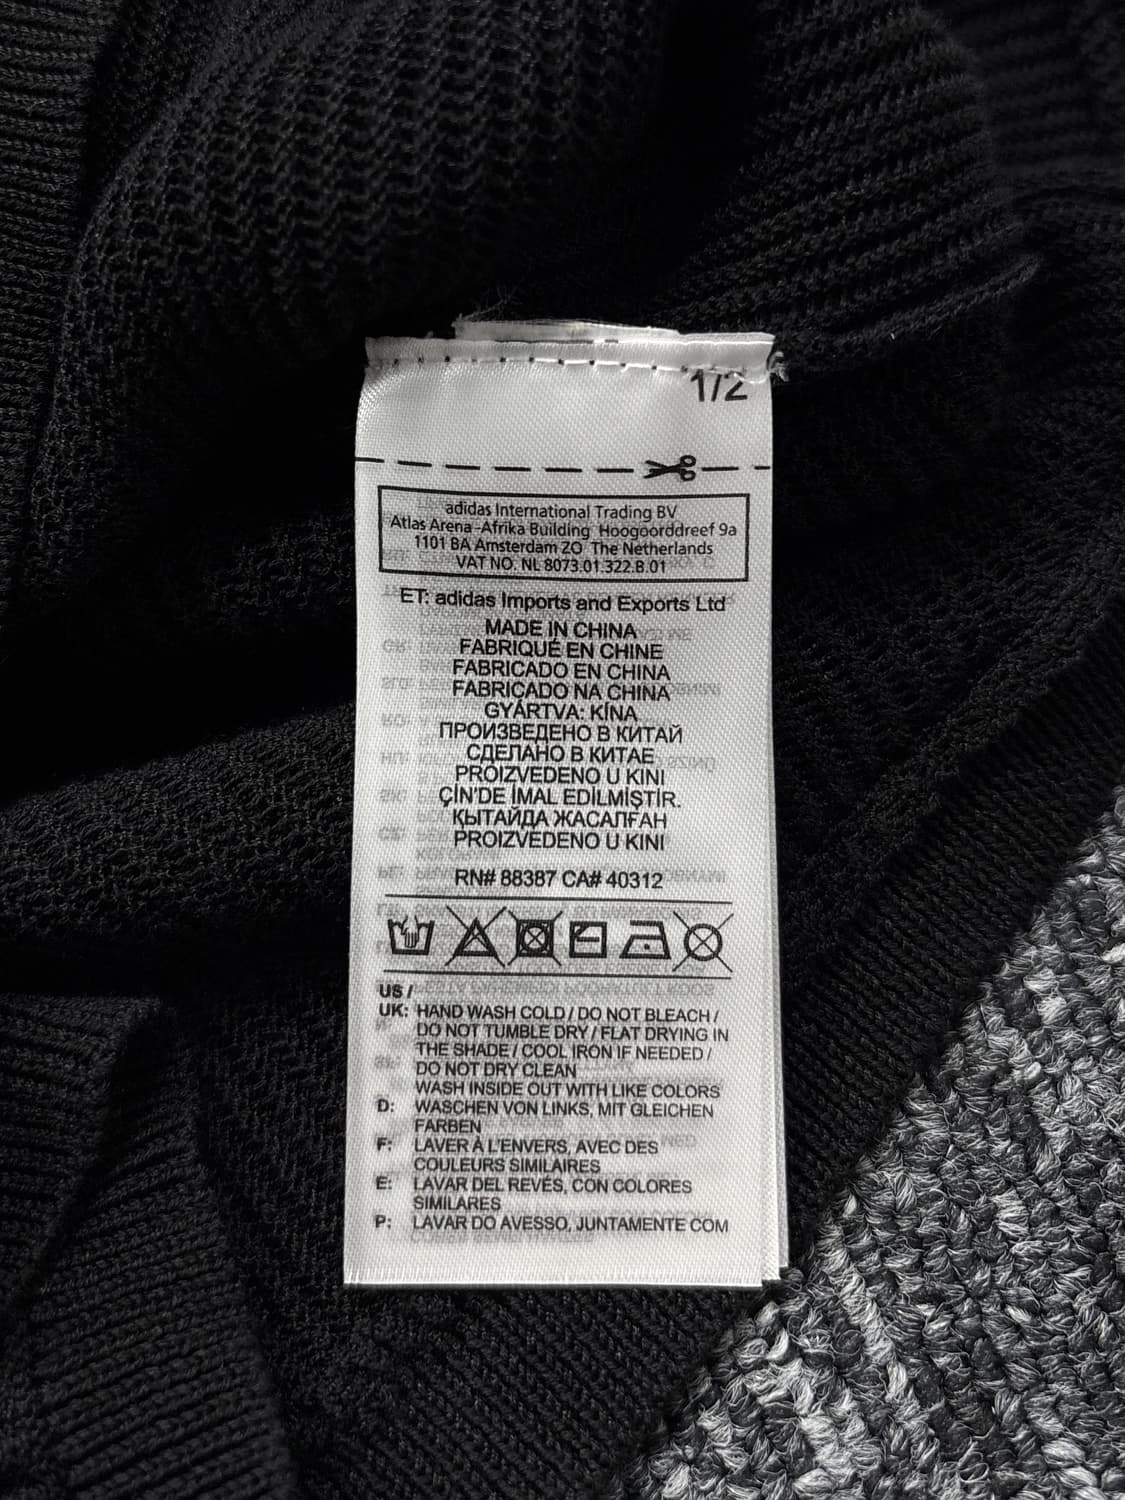 1/2
adidas International Trading BV
Atlas Arena -Afrika Building Hoogoorddreef 9a
1101 BA Amsterdam ZO The Netherlands
VAT NO. NL 8073.01.322.B.01
ET: adidas Imports and Exports Ltd
MADE IN CHINA
FABRIQUÉ EN CHINE
FABRICADO EN CHINA
FABRICADO NA CHINA
GYÁRTVA: KÍNA
ПРОИЗВЕДЕНО В КИТАЙ
СДЕЛАНО В КИТАЕ
PROIZVEDENO U KINI
ÇİN'DE İMAL EDİLMİŞTİR.
ҚЫТАЙДА ЖАСАЛҒАН
PROIZVEDENO U KINI
RN# 88387 CA# 40312
US /
UK: HAND WASH COLD / DO NOT BLEACH /
DO NOT TUMBLE DRY / FLAT DRYING IN
THE SHADE / COOL IRON IF NEEDED /
DO NOT DRY CLEAN
WASH INSIDE OUT WITH LIKE COLORS
D: WASCHEN VON LINKS, MIT GLEICHEN
FARBEN
F: LAVER À L'ENVERS, AVEC DES
COULEURS SIMILAIRES
E: LAVAR DEL REVÉS, CON COLORES
SIMILARES
P: LAVAR DO AVESSO, JUNTAMENTE COM